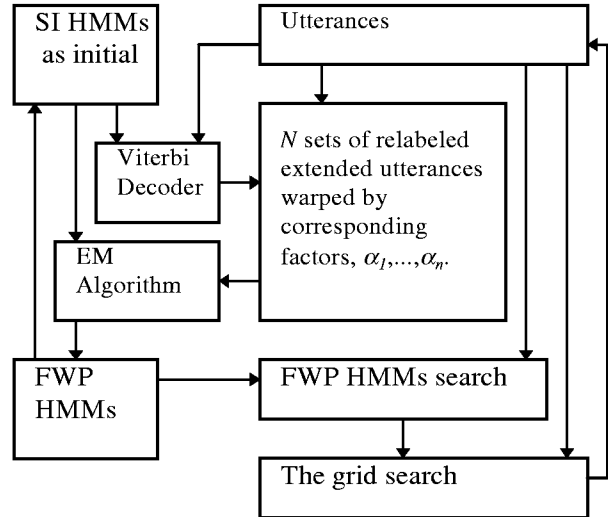 SI HMMs
as initial
Utterances
Viterbi
Decoder
N sets of relabeled
extended utterances
warped by
corresponding
factors, α1,...,αn.
EM
Algorithm
FWP
HMMs
FWP HMMs search
The grid search